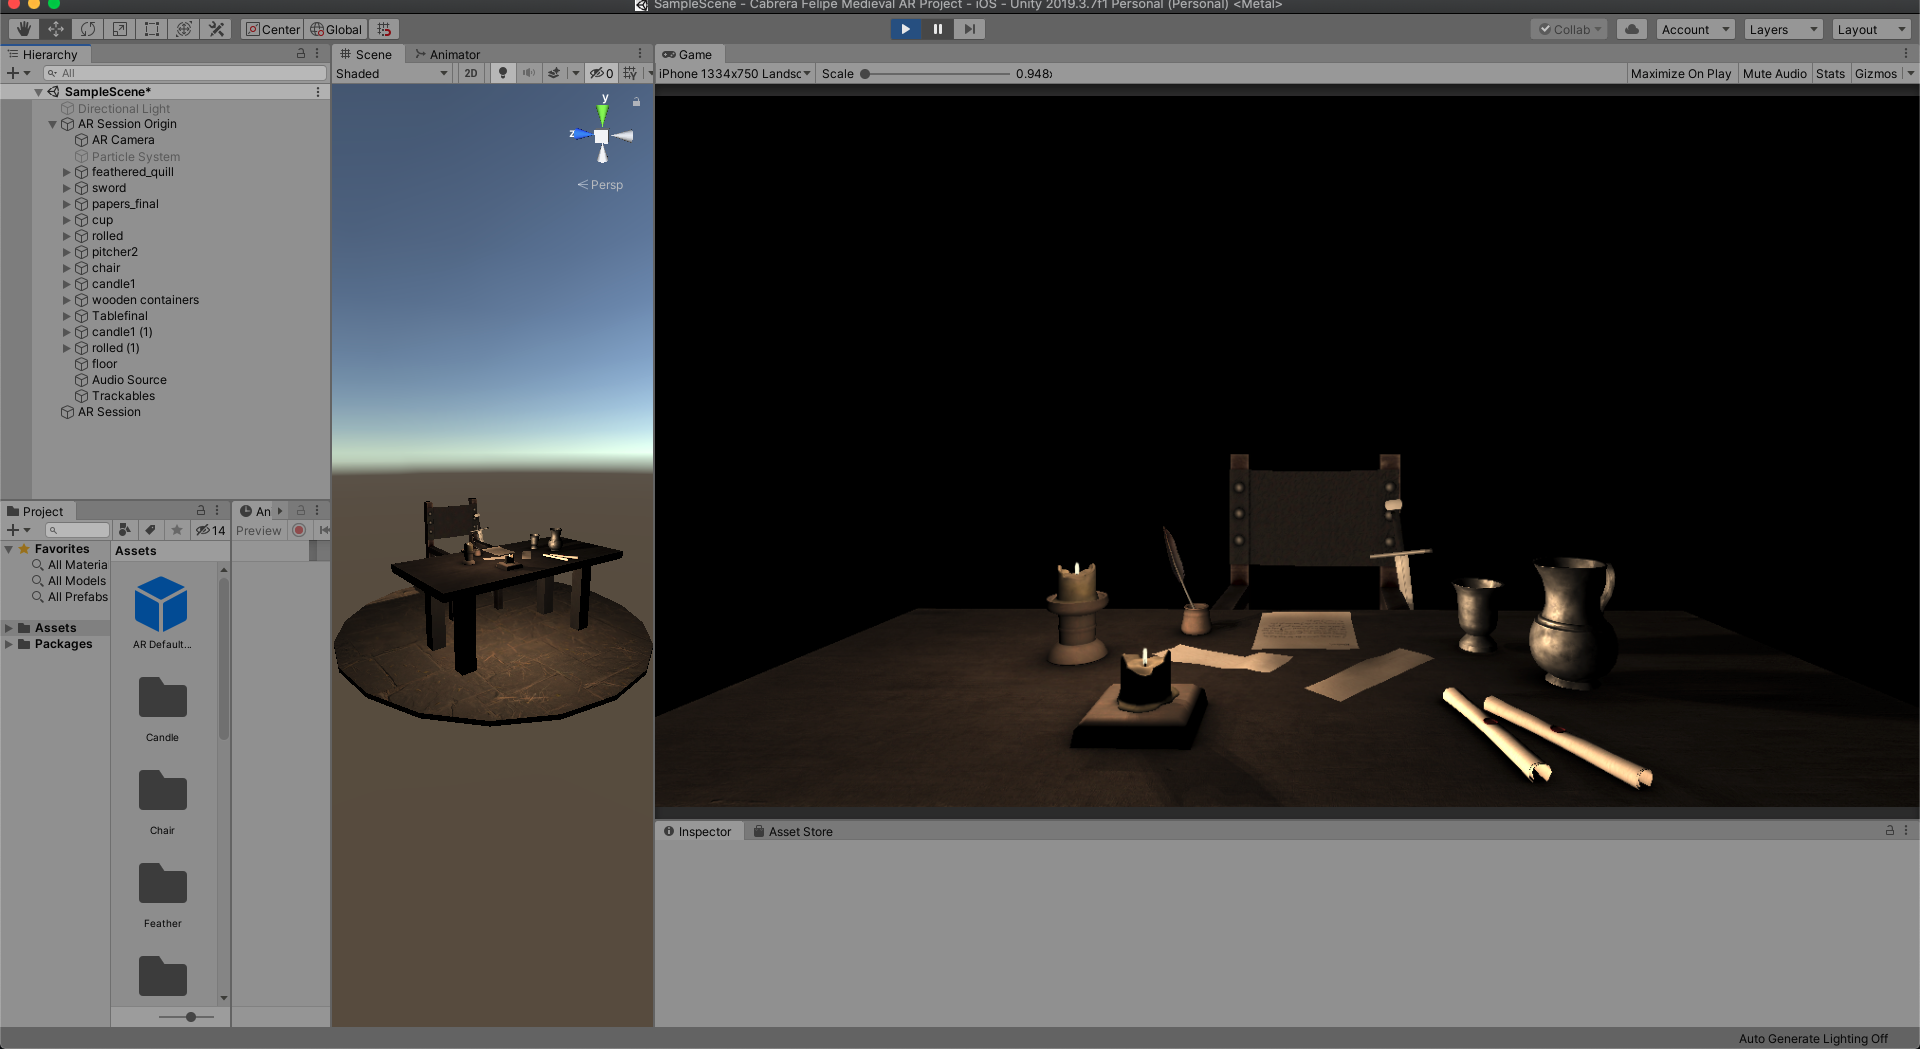 SampleScene - Cabrera Felipe Medieval AR Project - iOS - Unity 2019.3.7f1 Personal (Personal) <Metal>
Center Global Collab Account Layers Layout
Hierarchy
All
SampleScene*
Directional Light
AR Session Origin
AR Camera
Particle System
feathered_quill
sword
papers_final
cup
rolled
pitcher2
chair
candle1
wooden containers
Tablefinal
candle1 (1)
rolled (1)
floor
Audio Source
Trackables
AR Session
Scene Animator
Shaded 2D 0
y
z
Persp
Game
iPhone 1334x750 Landsc Scale 0.948 Maximize On Play Mute Audio Stats Gizmos
Project
14
Favorites
All Materia
All Models
All Prefabs
Assets
Packages
Assets
AR Default...
Candle
Chair
Feather
An
Preview
Inspector Asset Store
Auto Generate Lighting Off